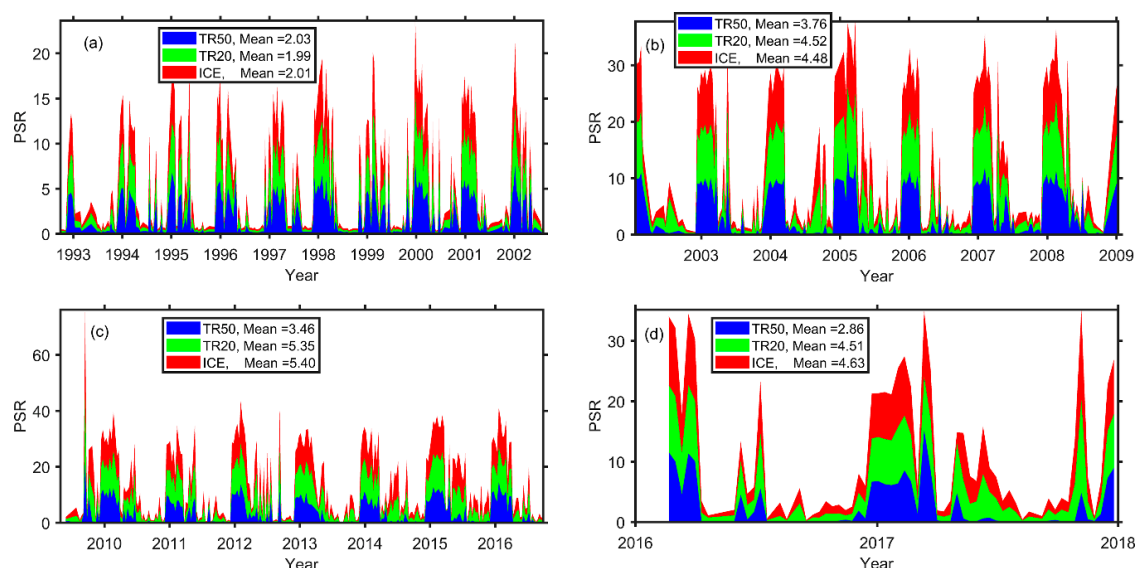 (a)
TR50, Mean =2.03
TR20, Mean =1.99
ICE, Mean =2.01
PSR
20
15
10
5
0
1993 1994 1995 1996 1997 1998 1999 2000 2001 2002
Year
(b)
TR50, Mean =3.76
TR20, Mean =4.52
ICE, Mean =4.48
PSR
30
20
10
0
2003 2004 2005 2006 2007 2008 2009
Year
(c)
TR50, Mean =3.46
TR20, Mean =5.35
ICE, Mean =5.40
PSR
60
40
20
0
2010 2011 2012 2013 2014 2015 2016
Year
(d)
TR50, Mean =2.86
TR20, Mean =4.51
ICE, Mean =4.63
PSR
30
20
10
0
2016 2017 2018
Year